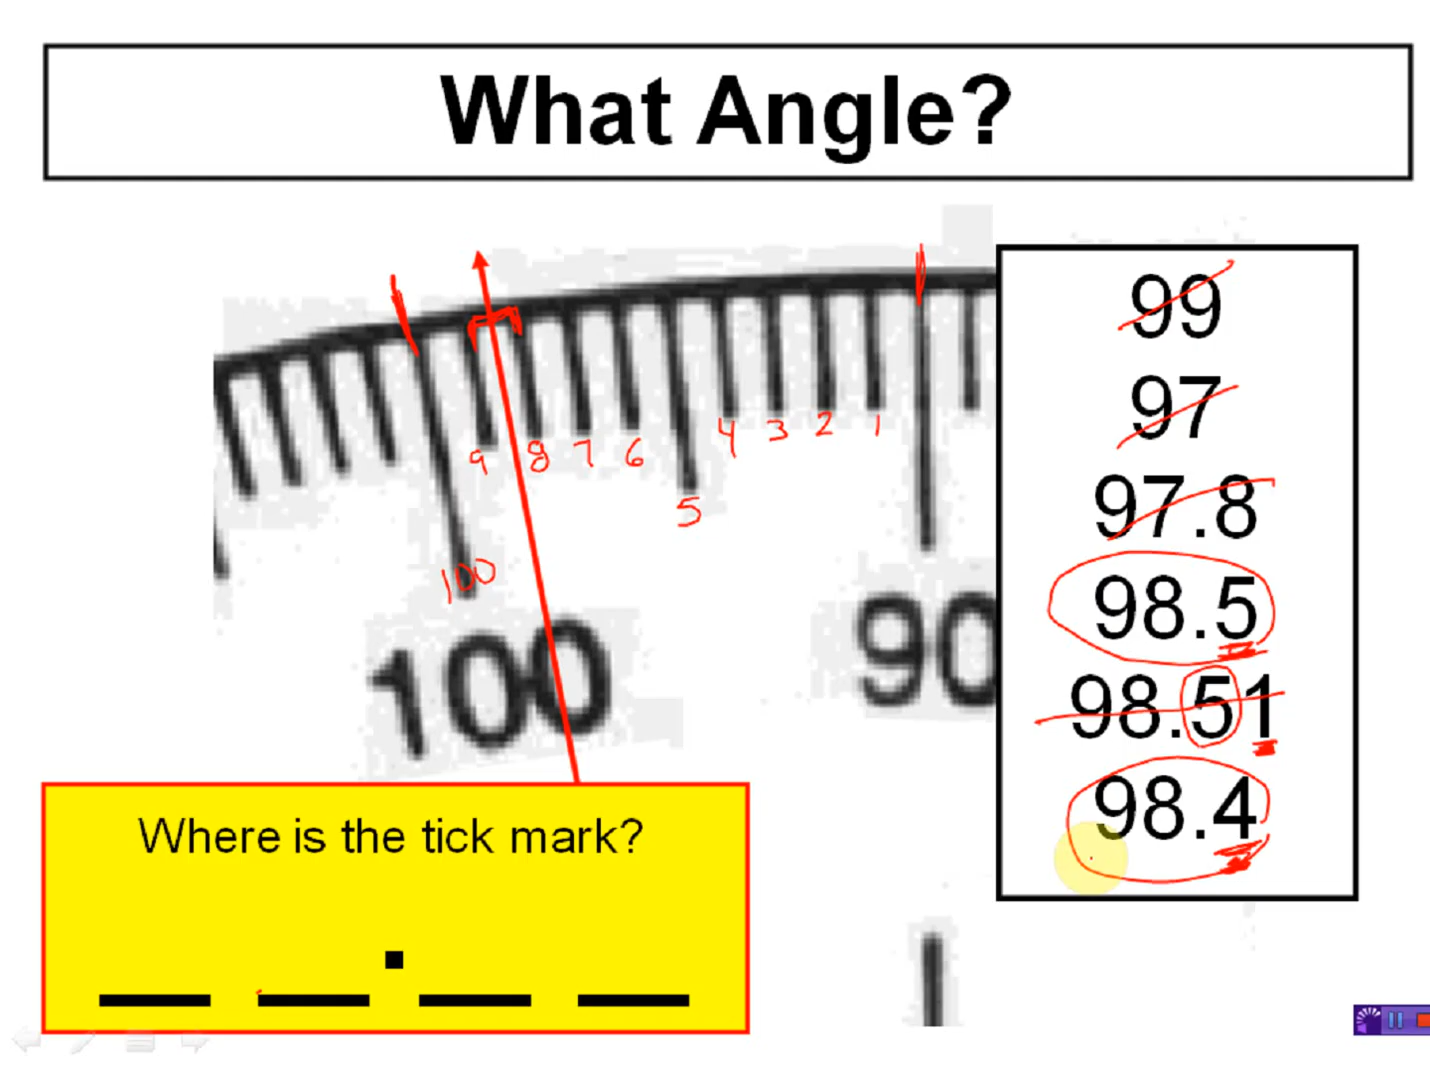 What Angle?
99
97
97.8
98.5
98.51
98.4
9 8 7 6 5 4 3 2 1
100
100 90
Where is the tick mark?
__ __ . __ __